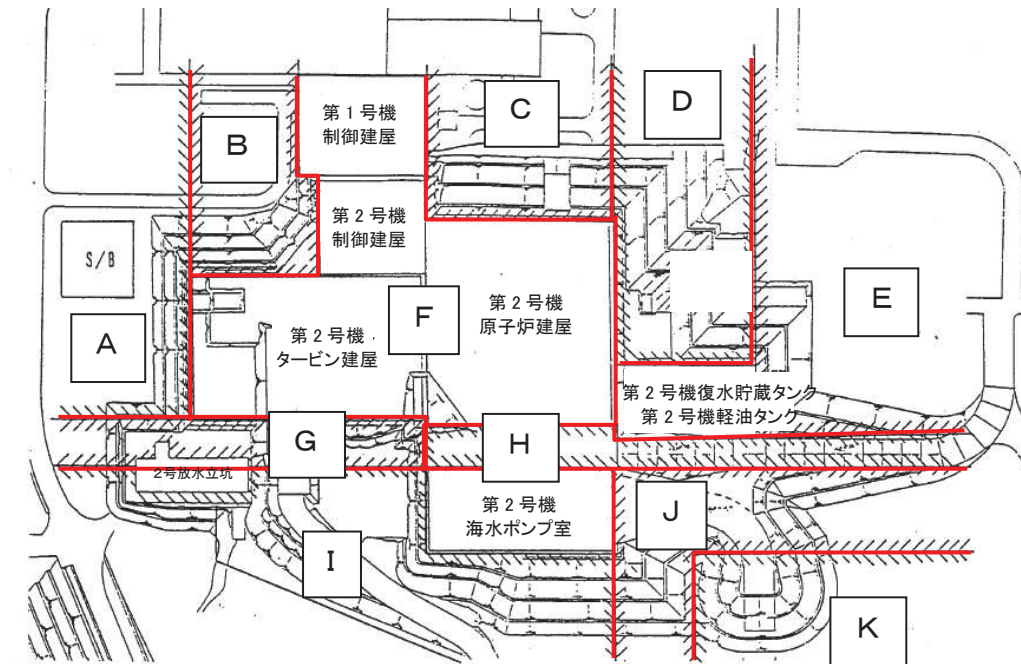 C
D
B
第1号機
制御建屋
第2号機
制御建屋
S/B
E
A
F
第2号機
原子炉建屋
第2号機
タービン建屋
第2号機復水貯蔵タンク
第2号機軽油タンク
G
H
2号放水立坑
第2号機
海水ポンプ室
J
I
K